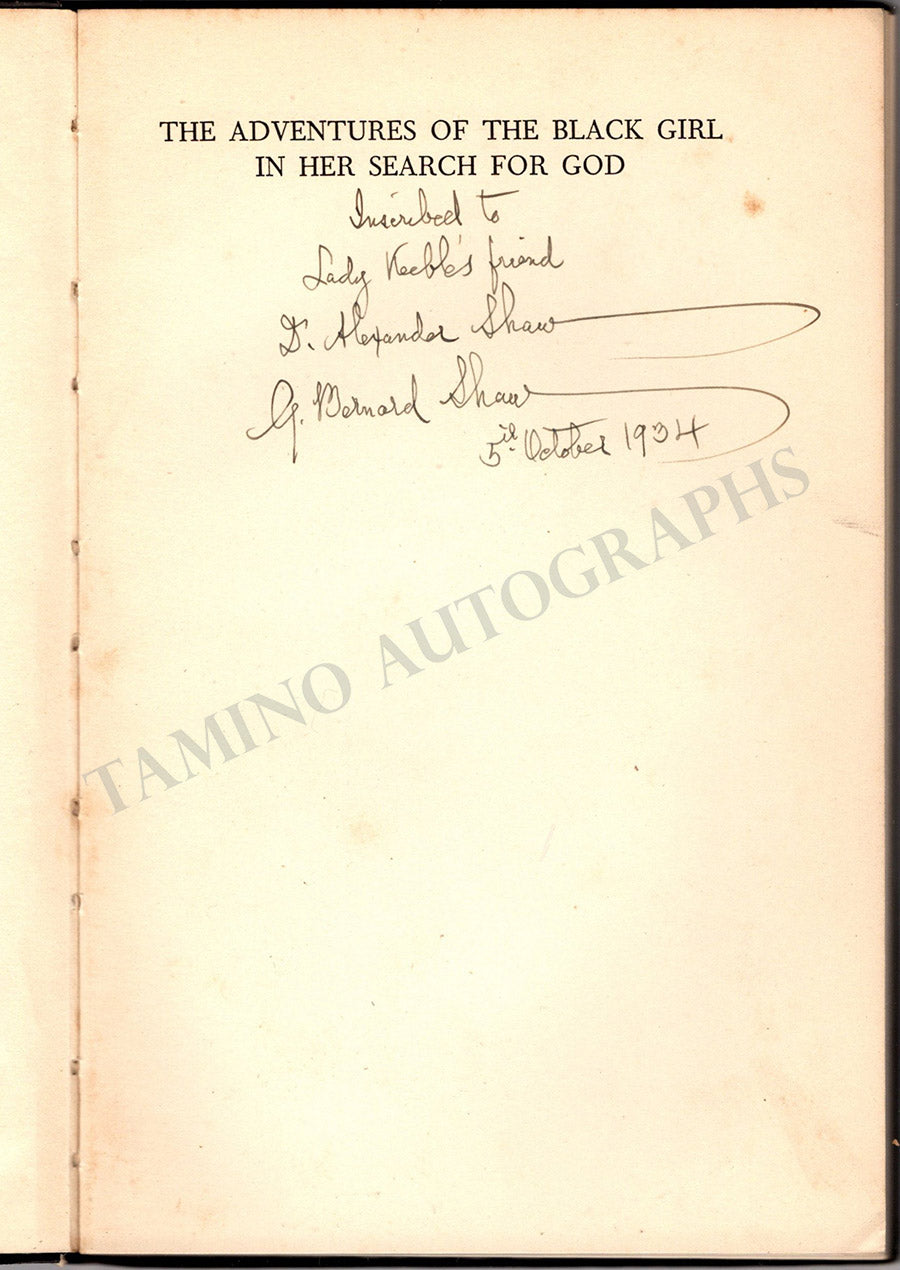 THE ADVENTURES OF THE BLACK GIRL
IN HER SEARCH FOR GOD
Inscribed to
Lady Keeble's friend
Dr. Alexander Shaw
G. Bernard Shaw
5th October 1934
TAMINO AUTOGRAPHS